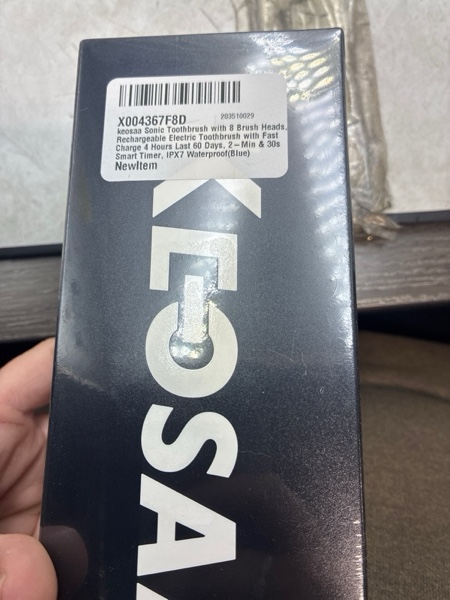 X004367F8D 203510029
keosaa Sonic Toothbrush with 8 Brush Heads,
Rechargeable Electric Toothbrush with Fast
Charge 4 Hours Last 60 Days, 2-Min & 30s
Smart Timer, IPX7 Waterproof(Blue)
NewItem
KEOSA